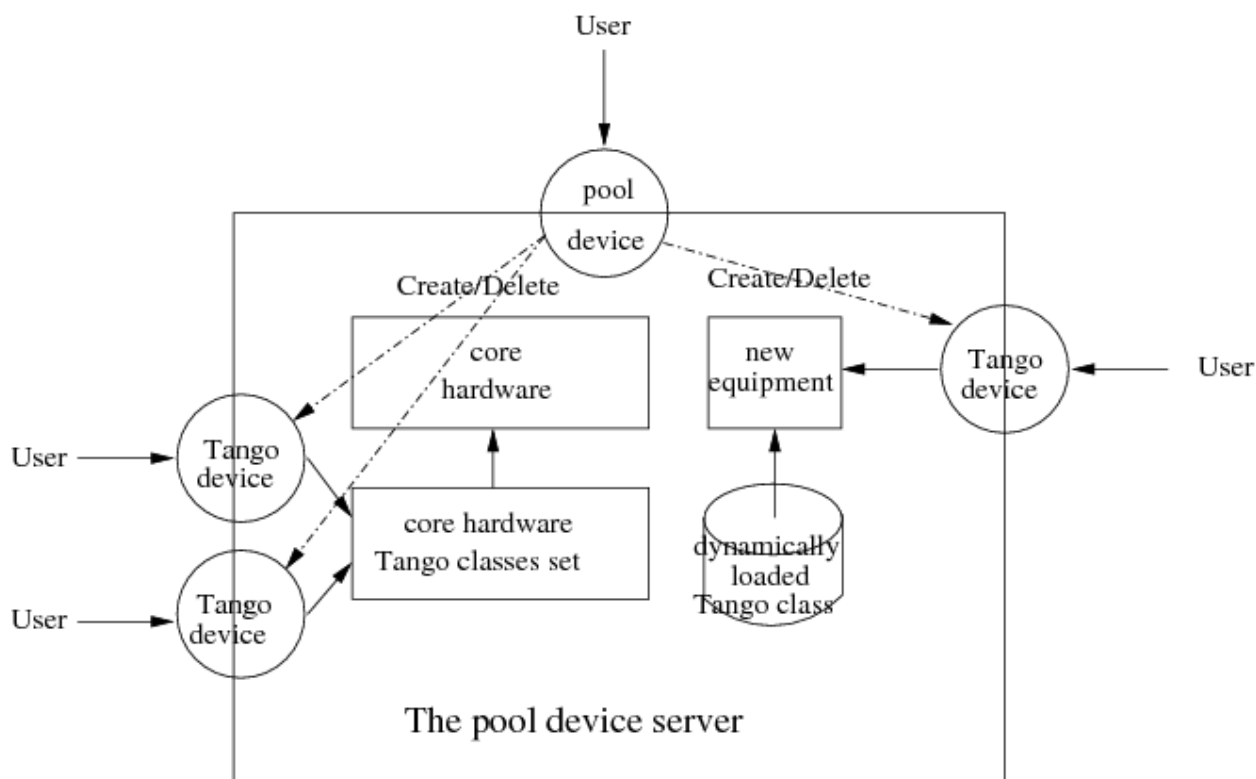 User
pool
device
Create/Delete
Create/Delete
core
hardware
new
equipment
Tango
device
User
User
Tango
device
core hardware
Tango classes set
dynamically
loaded
Tango class
User
Tango
device
The pool device server